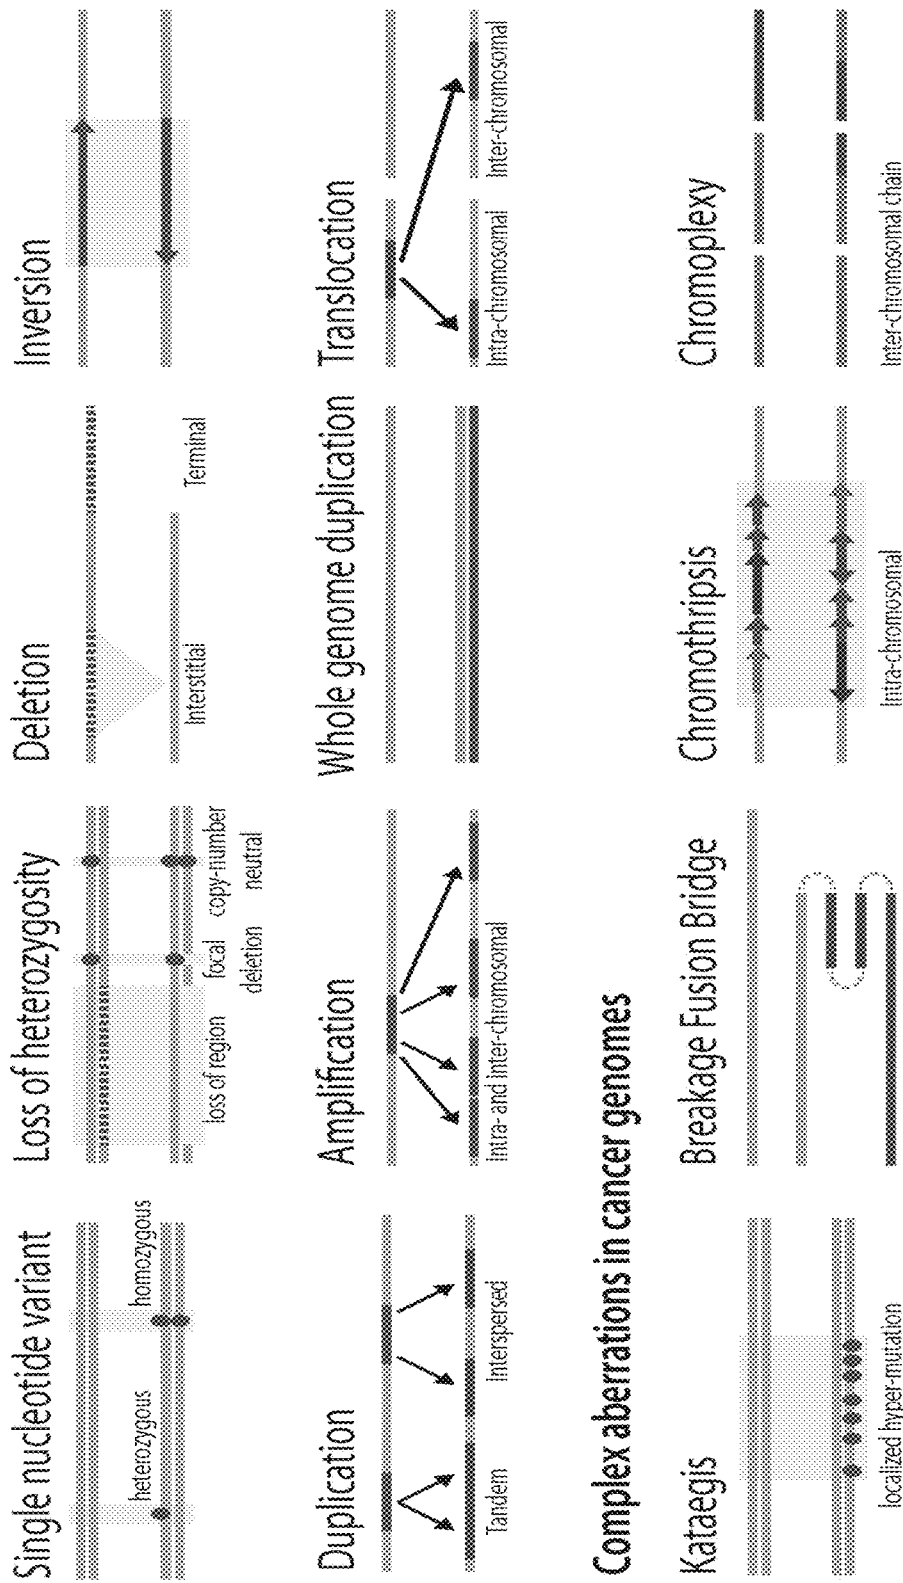 Single nucleotide variant
heterozygous
homozygous
Loss of heterozygosity
loss of region
focal
deletion
copy-number
neutral
Deletion
Interstitial
Terminal
Inversion
Duplication
Tandem
Interspersed
Amplification
Intra- and inter-chromosomal
Whole genome duplication
Translocation
Intra-chromosomal
Inter-chromosomal
Complex aberrations in cancer genomes
Kataegis
localized hyper-mutation
Breakage Fusion Bridge
Chromothripsis
Intra-chromosomal
Chromoplexy
Inter-chromosomal chain